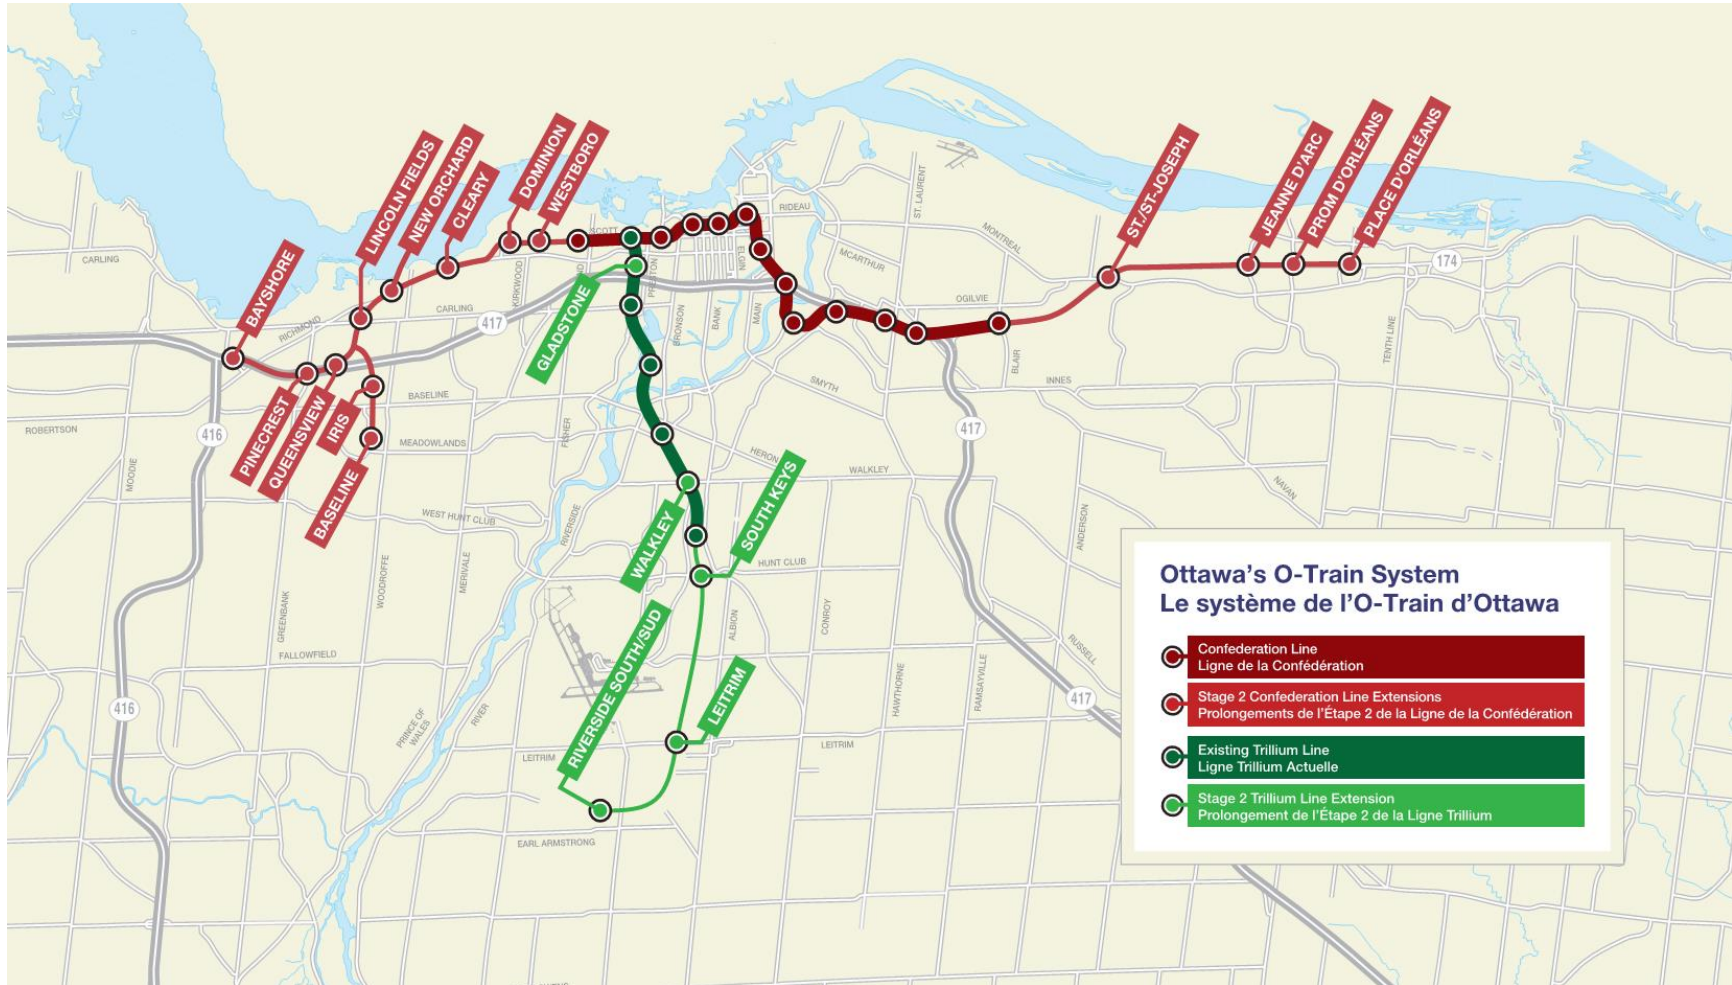 BAYSHORE
LINCOLN FIELDS
NEW ORCHARD
CLEARY
DOMINION
WESTBORO
ST./ST-JOSEPH
JEANNE D'ARC
PROM D'ORLÉANS
PLACE D'ORLÉANS
PINECREST
QUEENSVIEW
IRIS
BASELINE
GLADSTONE
WALKLEY
SOUTH KEYS
RIVERSIDE SOUTH/SUD
LEITRIM
CARLING
RICHMOND
CARLING
417
KIRKWOOD
SCOTT
PRESTON
BRONSON
BANK
ELGIN
MAIN
RIDEAU
ST. LAURENT
MONTREAL
MCARTHUR
OGILVIE
BLAIR
174
TENTH LINE
INNES
SMYTH
ROBERTSON
416
MOODIE
BASELINE
MEADOWLANDS
FISHER
HERON
WALKLEY
417
NAVAN
ANDERSON
WEST HUNT CLUB
RIVERSIDE
HUNT CLUB
GREENBANK
WOODROFFE
MERIVALE
FALLOWFIELD
ALBION
CONROY
HAWTHORNE
RAMSAYVILLE
RUSSELL
417
416
PRINCE OF
WALES
RIVER
LEITRIM
LEITRIM
EARL ARMSTRONG
Ottawa's O-Train System
Le système de l'O-Train d'Ottawa
Confederation Line
Ligne de la Confédération
Stage 2 Confederation Line Extensions
Prolongements de l'Étape 2 de la Ligne de la Confédération
Existing Trillium Line
Ligne Trillium Actuelle
Stage 2 Trillium Line Extension
Prolongement de l'Étape 2 de la Ligne Trillium